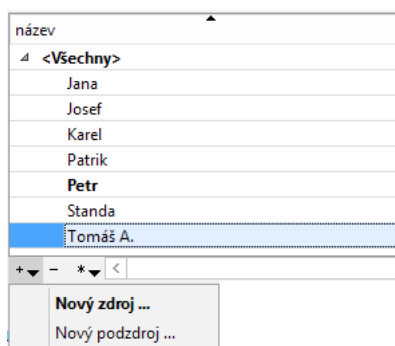 název
<Všechny>
Jana
Josef
Karel
Patrik
Petr
Standa
Tomáš A.
+ − * <
Nový zdroj ...
Nový podzdroj ...